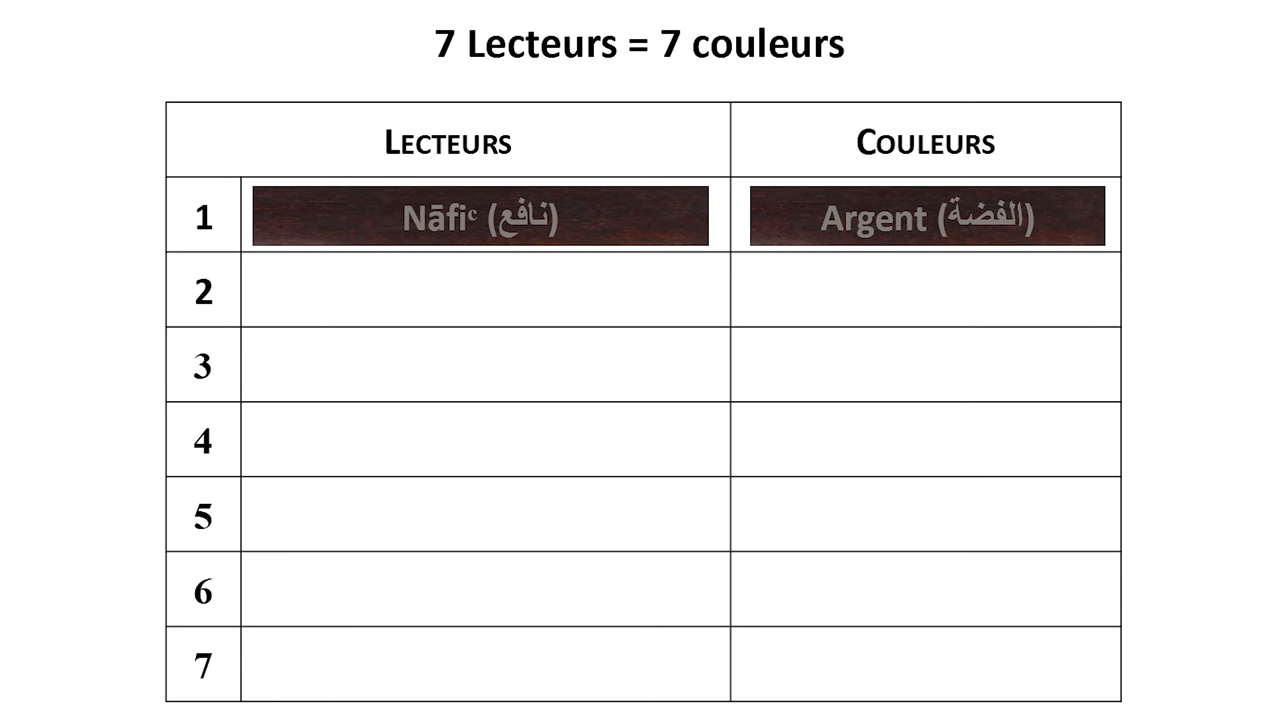 7 Lecteurs = 7 couleurs
LECTEURS COULEURS
1 Nāfiᶜ (نافع) Argent (الفضة)
2
3
4
5
6
7